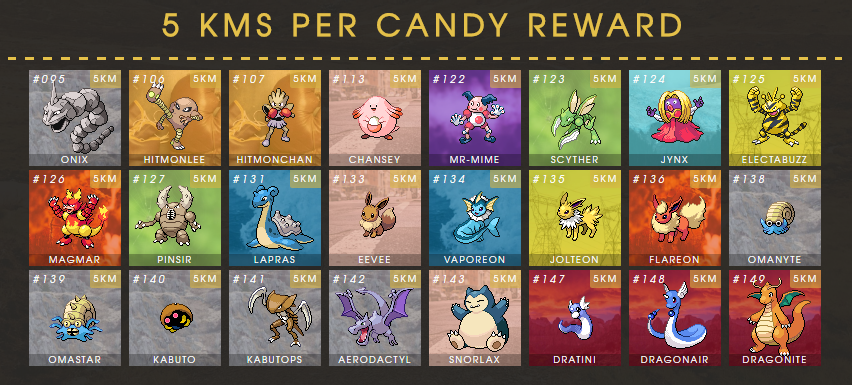 5 KMS PER CANDY REWARD
#095 5KM #106 5KM #107 5KM #113 5KM #122 5KM #123 5KM #124 5KM #125 5KM
ONIX HITMONLEE HITMONCHAN CHANSEY MR-MIME SCYTHER JYNX ELECTABUZZ
#126 5KM #127 5KM #131 5KM #133 5KM #134 5KM #135 5KM #136 5KM #138 5KM
MAGMAR PINSIR LAPRAS EEVEE VAPOREON JOLTEON FLAREON OMANYTE
#139 5KM #140 5KM #141 5KM #142 5KM #143 5KM #147 5KM #148 5KM #149 5KM
OMASTAR KABUTO KABUTOPS AERODACTYL SNORLAX DRATINI DRAGONAIR DRAGONITE